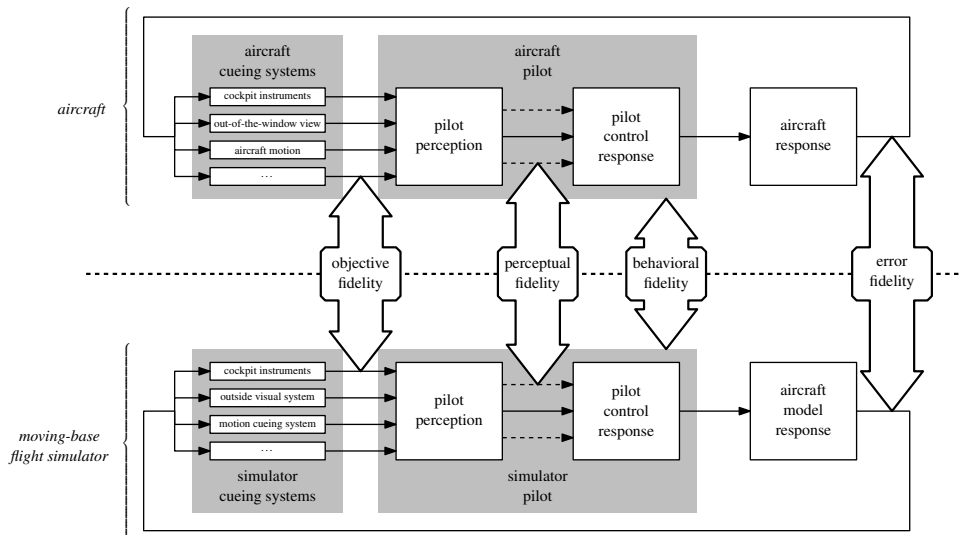 aircraft
aircraft
cueing systems
cockpit instruments
out-of-the-window view
aircraft motion
...
aircraft
pilot
pilot
perception
pilot
control
response
aircraft
response
objective
fidelity
perceptual
fidelity
behavioral
fidelity
error
fidelity
moving-base
flight simulator
cockpit instruments
outside visual system
motion cueing system
...
simulator
cueing systems
pilot
perception
pilot
control
response
simulator
pilot
aircraft
model
response